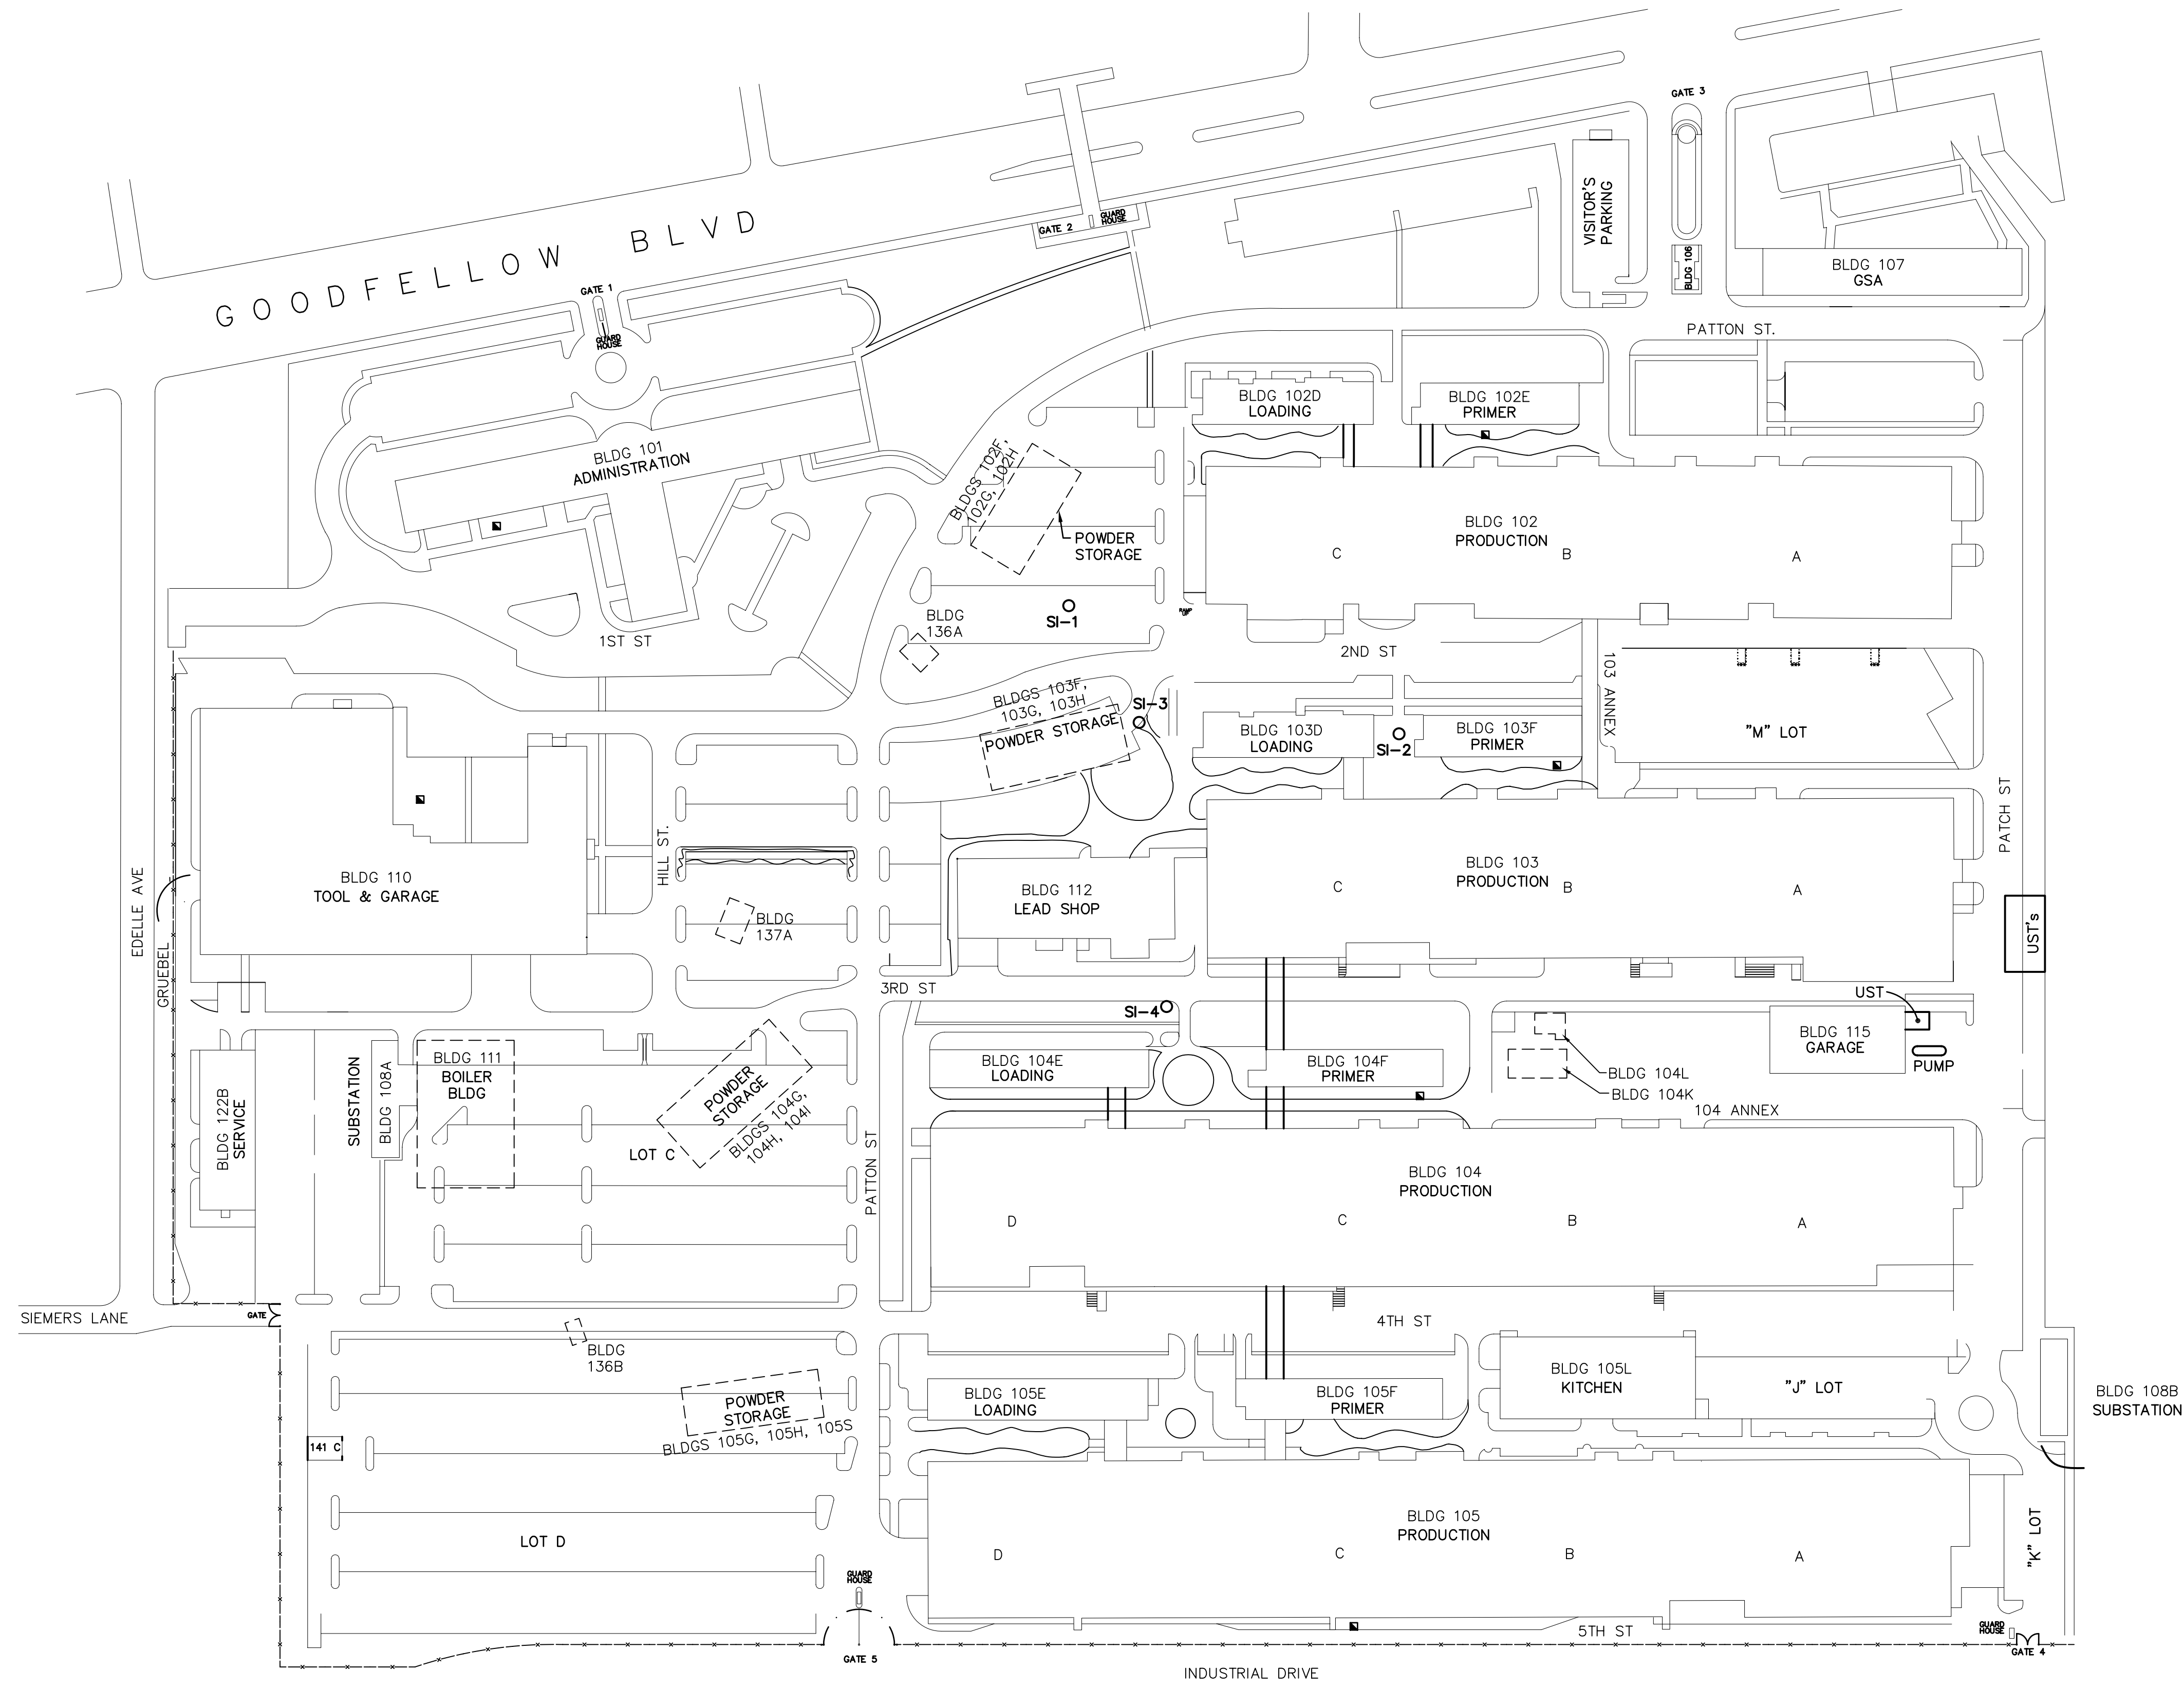 GATE 3
GOODFELLOW BLVD
VISITOR'S
PARKING
GUARD
HOUSE
GATE 2
BLDG 106
BLDG 107
GSA
GATE 1
GUARD
HOUSE
PATTON ST.
BLDG 102D
LOADING
BLDG 102E
PRIMER
BLDG 101
ADMINISTRATION
BLDGS 102F,
102G, 102H
POWDER
STORAGE
BLDG 102
PRODUCTION
C
B
A
BLDG
136A
SI-1
RAMP
UP
1ST ST
2ND ST
103 ANNEX
BLDGS 103F,
103G, 103H
POWDER STORAGE
SI-3
BLDG 103D
LOADING
SI-2
BLDG 103F
PRIMER
"M" LOT
PATCH ST
HILL ST.
EDELLE AVE
GRUEBEL
BLDG 110
TOOL & GARAGE
BLDG
137A
BLDG 112
LEAD SHOP
BLDG 103
PRODUCTION
C
B
A
UST's
3RD ST
SI-4
UST
BLDG 115
GARAGE
PUMP
BLDG 122B
SERVICE
SUBSTATION
BLDG 108A
BLDG 111
BOILER
BLDG
POWDER
STORAGE
BLDGS 104G,
104H, 104I
LOT C
PATTON ST
BLDG 104E
LOADING
BLDG 104F
PRIMER
BLDG 104L
BLDG 104K
104 ANNEX
BLDG 104
PRODUCTION
D
C
B
A
SIEMERS LANE
GATE
4TH ST
BLDG
136B
POWDER
STORAGE
BLDGS 105G, 105H, 105S
BLDG 105E
LOADING
BLDG 105F
PRIMER
BLDG 105L
KITCHEN
"J" LOT
BLDG 108B
SUBSTATION
141 C
LOT D
BLDG 105
PRODUCTION
D
C
B
A
"K" LOT
GUARD
HOUSE
GATE 5
5TH ST
GUARD
HOUSE
GATE 4
INDUSTRIAL DRIVE